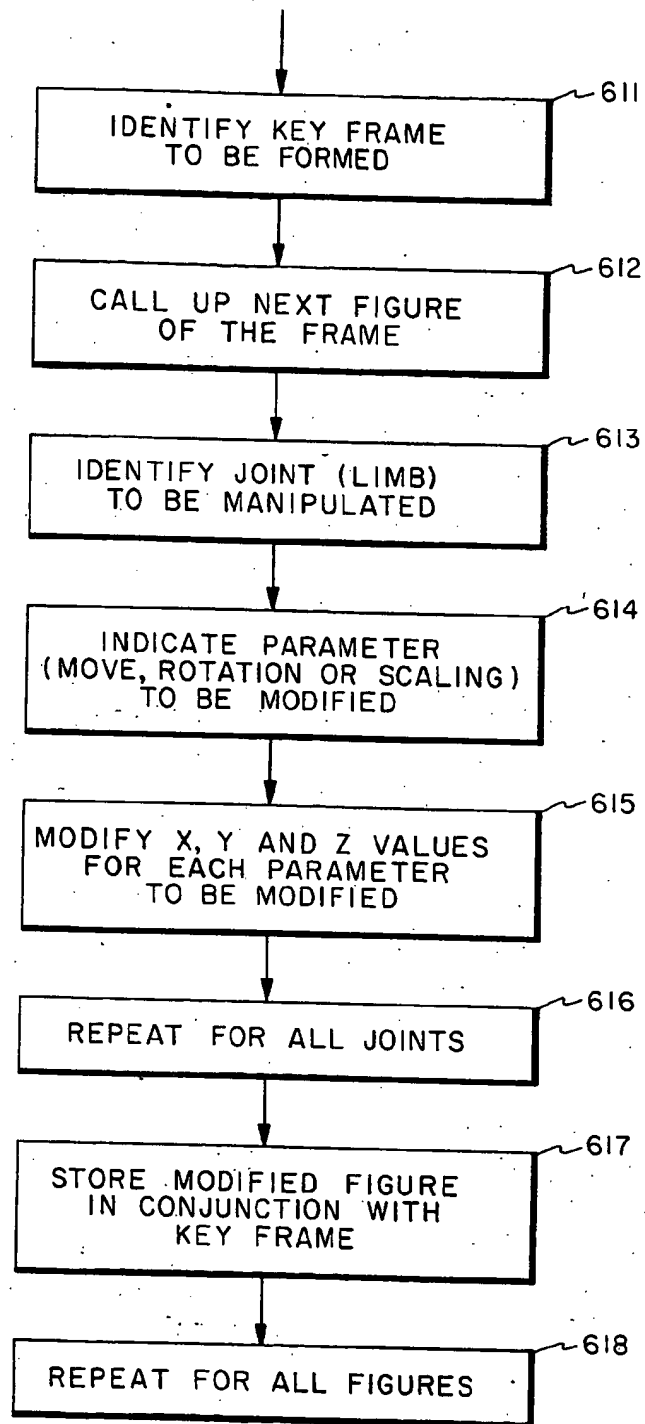 611
IDENTIFY KEY FRAME
TO BE FORMED
612
CALL UP NEXT FIGURE
OF THE FRAME
613
IDENTIFY JOINT (LIMB)
TO BE MANIPULATED
614
INDICATE PARAMETER
(MOVE, ROTATION OR SCALING)
TO BE MODIFIED
615
MODIFY X, Y AND Z VALUES
FOR EACH PARAMETER
TO BE MODIFIED
616
REPEAT FOR ALL JOINTS
617
STORE MODIFIED FIGURE
IN CONJUNCTION WITH
KEY FRAME
618
REPEAT FOR ALL FIGURES